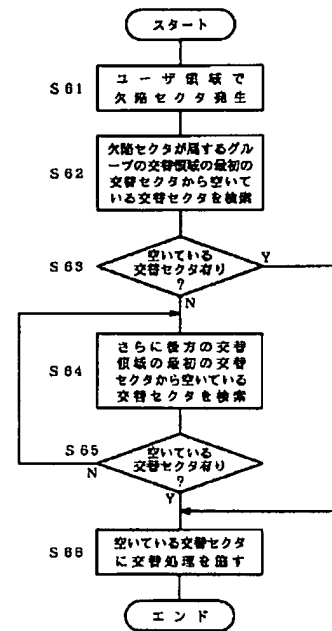 スタート
S61
ユーザ領域で
欠陥セクタ発生
S62
欠陥セクタが属するグル
ープの交替領域の最初の
交替セクタから空いて
いる交替セクタを検索
S63
空いている
交替セクタ有り
?
Y
N
S64
さらに後方の交替
領域の最初の交替
セクタから空いている
交替セクタを検索
S65
空いている
交替セクタ有り
?
N
Y
S66
空いている交替セクタ
に交替処理を施す
エンド